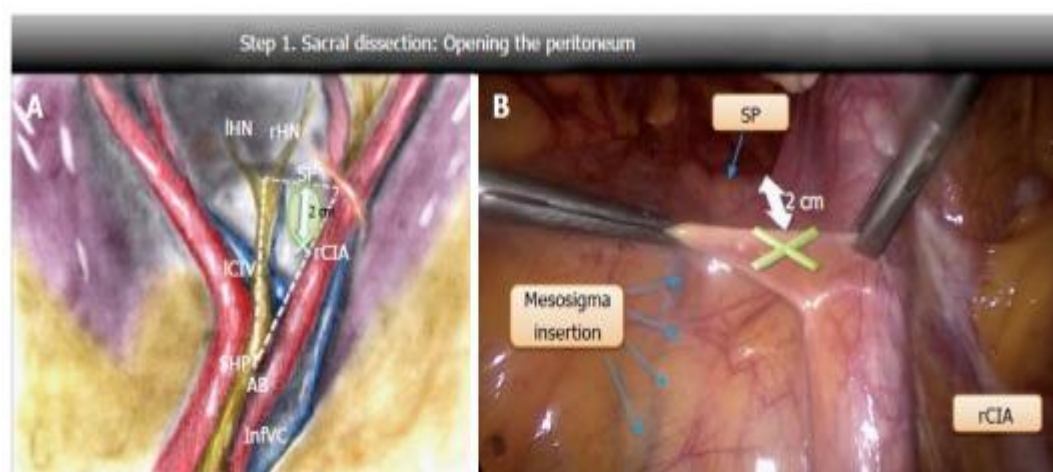 Step 1. Sacral dissection: Opening the peritoneum
A
lHN
rHN
SP
2 cm
rCIA
lCIV
SHP
AB
InfVC
B
SP
2 cm
Mesosigma
insertion
rCIA